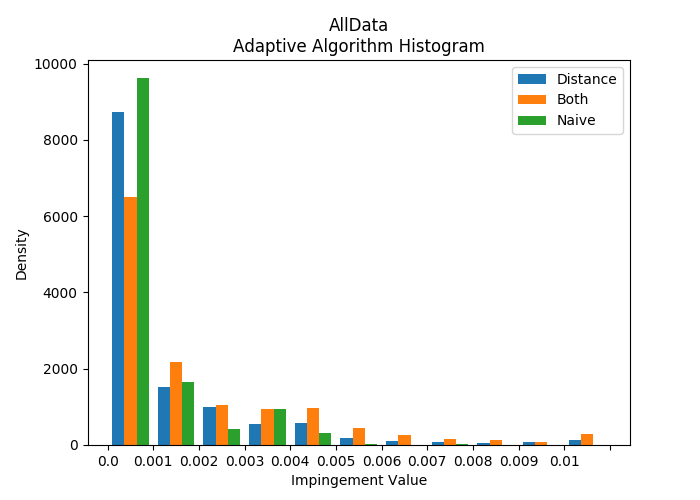 AllData
Adaptive Algorithm Histogram
Distance
Both
Naive
10000
8000
6000
4000
2000
0
Density
0.0 0.001 0.002 0.003 0.004 0.005 0.006 0.007 0.008 0.009 0.01
Impingement Value